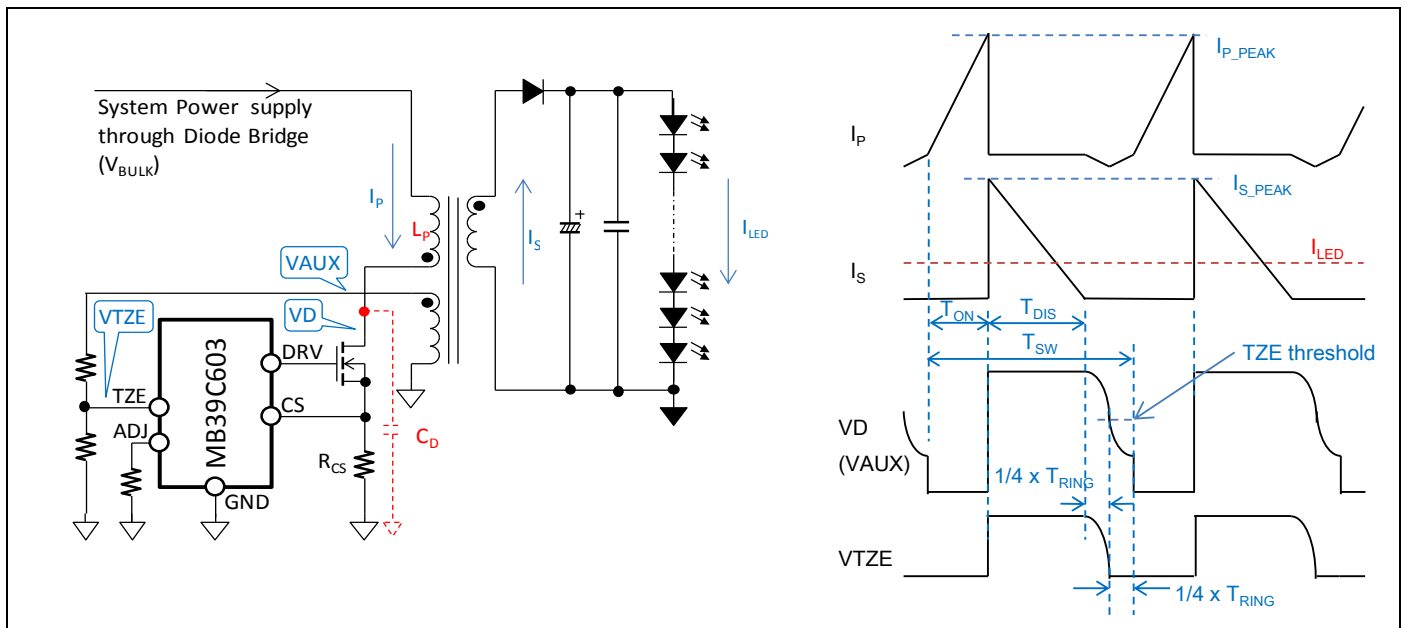 System Power supply
through Diode Bridge
(VBULK)
IP
LP
IS
ILED
VAUX
VTZE
VD
MB39C603
DRV
TZE
CS
ADJ
GND
RCS
CD
+
IP_PEAK
IP
IS_PEAK
ILED
IS
TON
TDIS
TSW
TZE threshold
VD
(VAUX)
1/4 x TRING
VTZE
1/4 x TRING